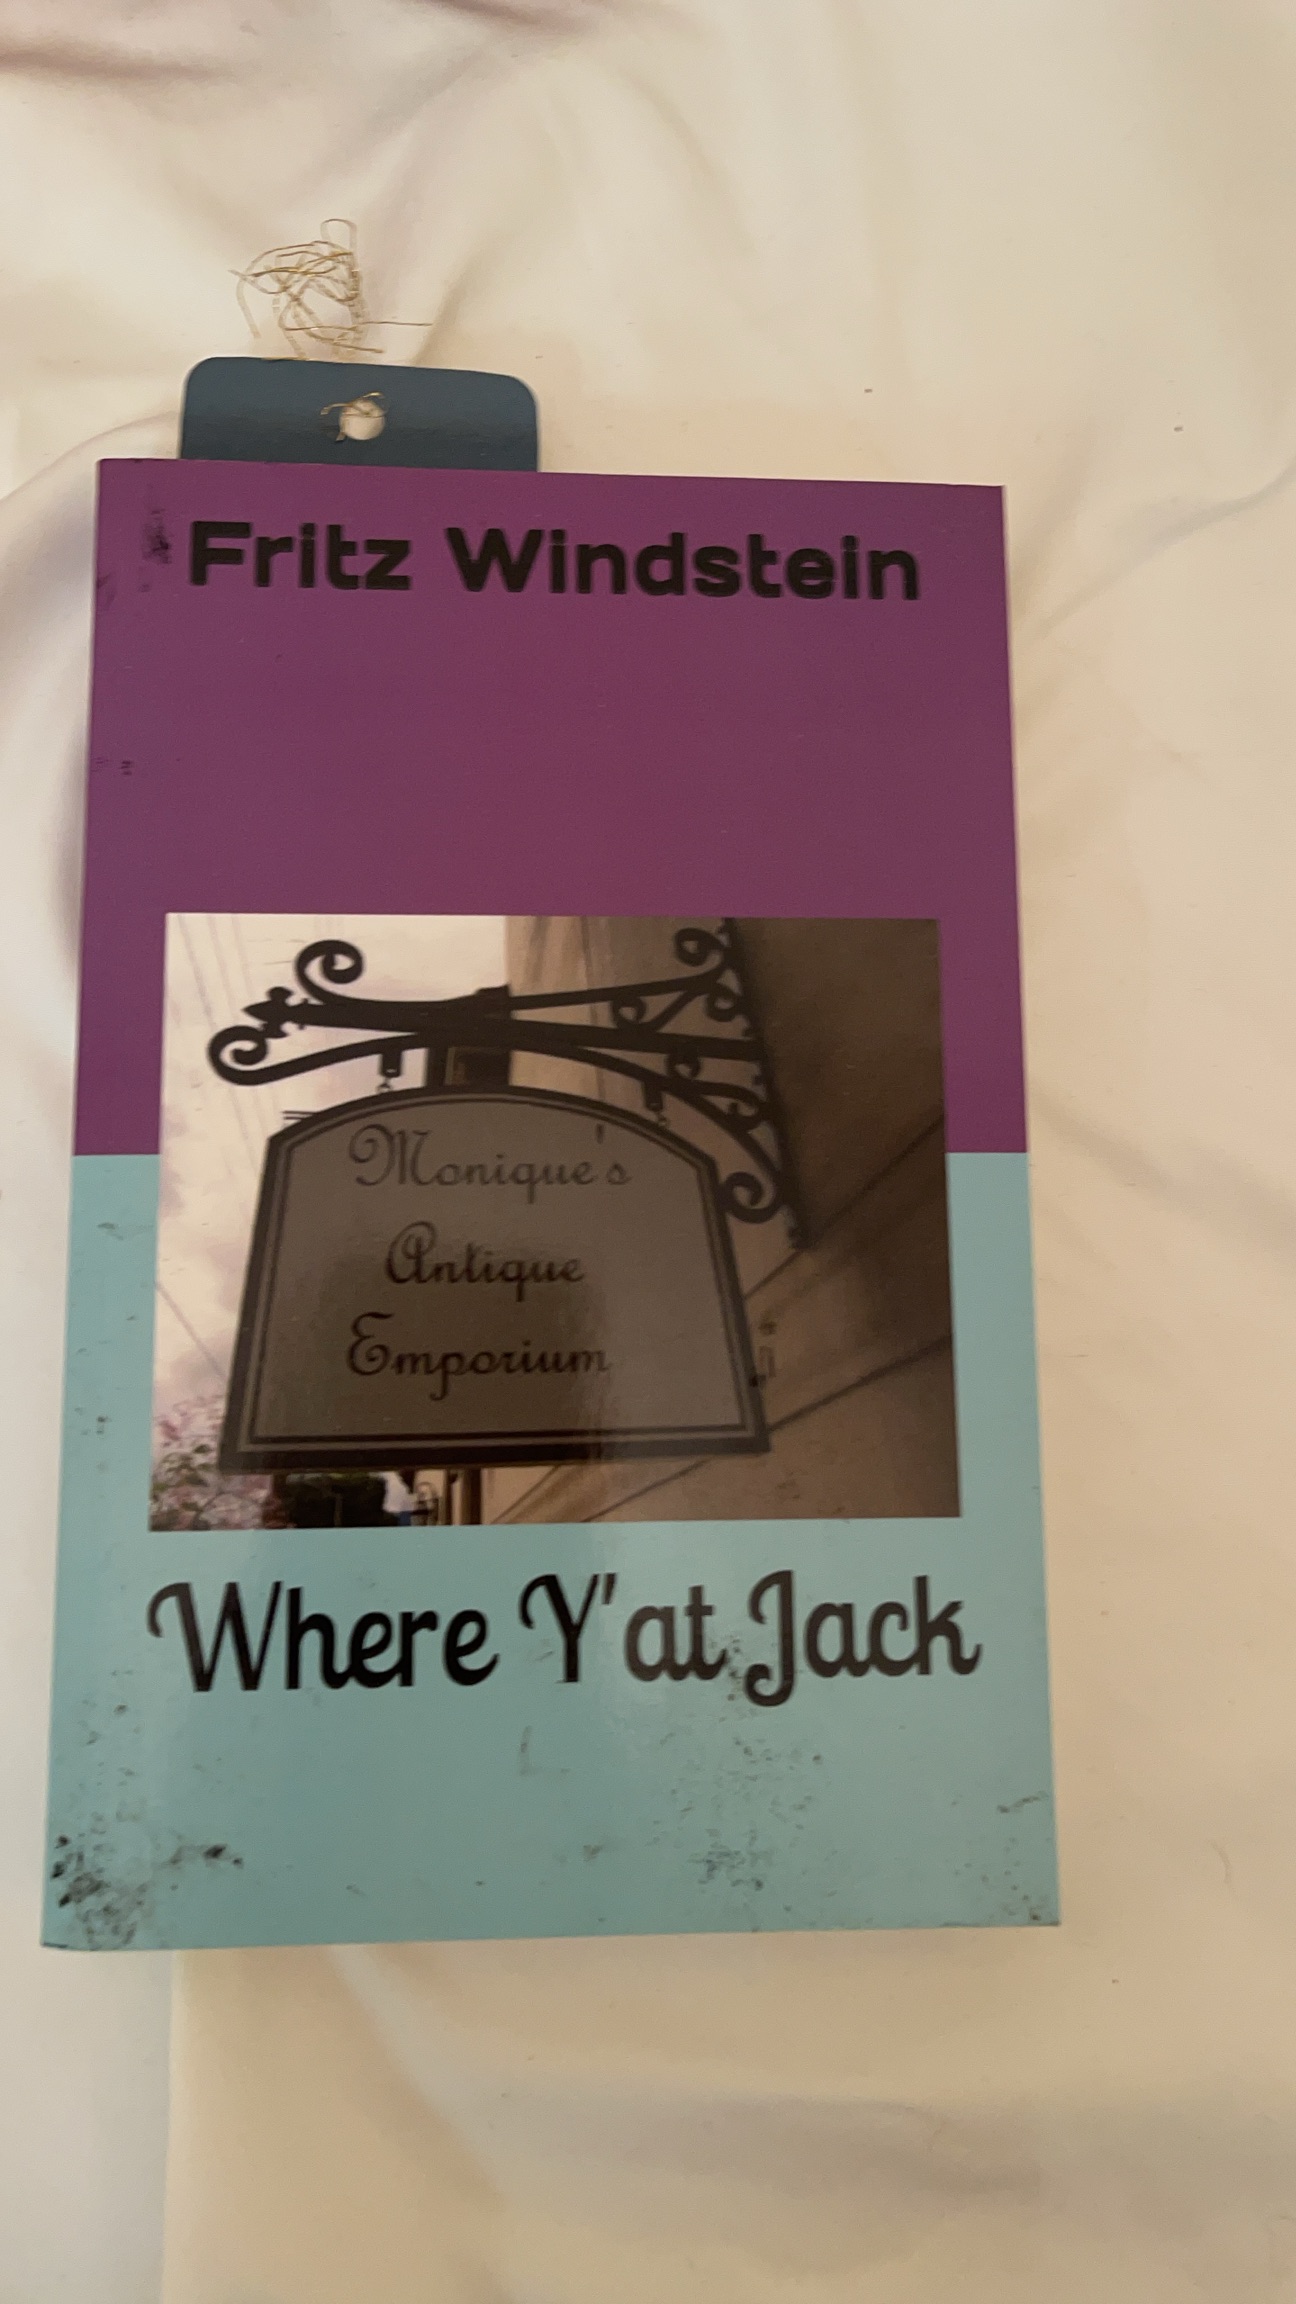 Fritz Windstein
Monique's
Antique
Emporium
Where Y'at Jack